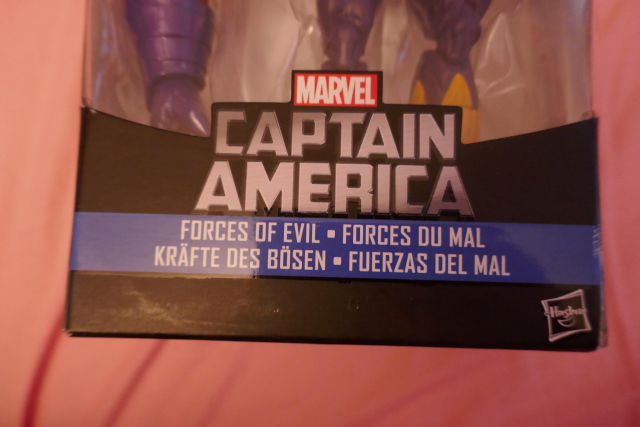 MARVEL
CAPTAIN
AMERICA
FORCES OF EVIL • FORCES DU MAL
KRÄFTE DES BÖSEN • FUERZAS DEL MAL
Hasbro